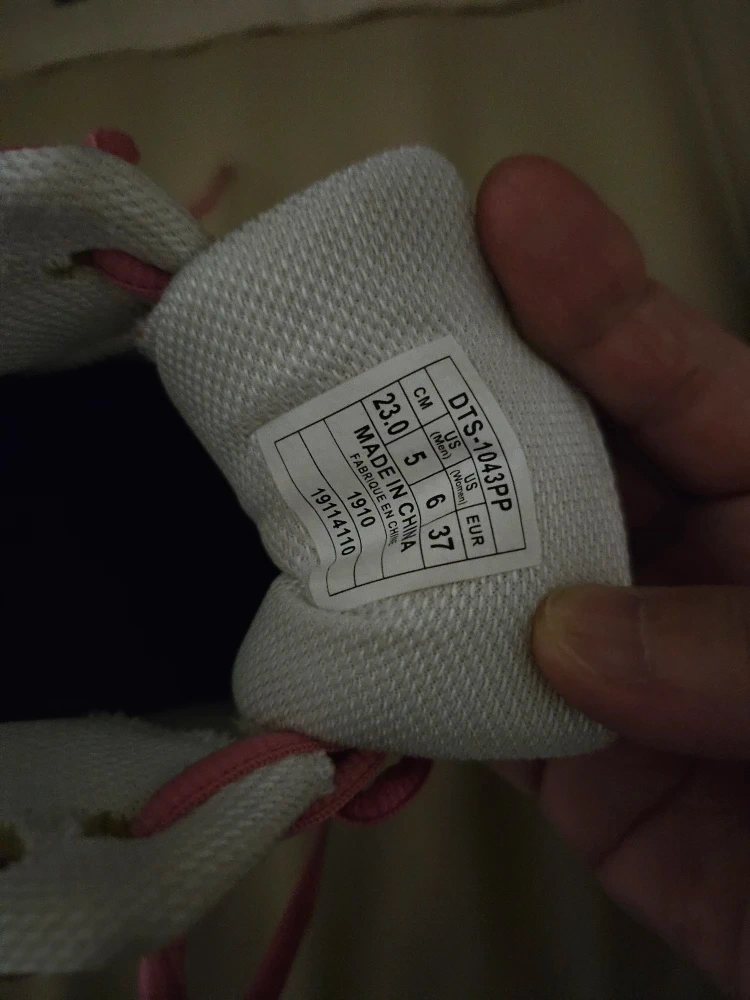 DTS-1043PP
CM US (Men) US (Women) EUR
23.0 5 6 37
MADE IN CHINA
FABRIQUE EN CHINE
1910
19114110